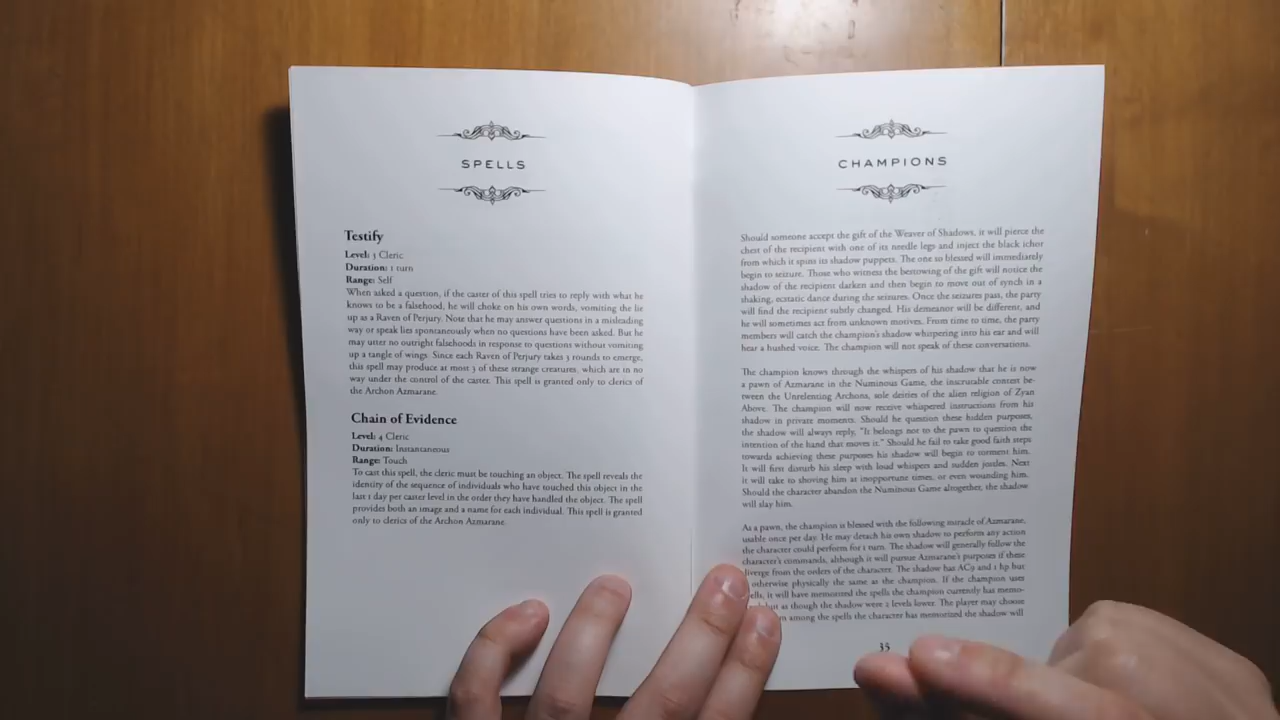 SPELLS
Testify
Level: 3 Cleric
Duration: 1 turn
Range: Self
When asked a question, if the caster of this spell tries to reply with what he
knows to be a falsehood, he will choke on his own words, vomiting the lie
up as a Raven of Perjury. Note that he may answer questions in a misleading
way or speak lies spontaneously when no questions have been asked. But he
may utter no outright falsehoods in response to questions without vomiting
up a tangle of wings. Since each Raven of Perjury takes 3 rounds to emerge,
this spell may produce at most 3 of these strange creatures, which are in no
way under the control of the caster. This spell is granted only to clerics of
the Archon Azmarane.
Chain of Evidence
Level: 4 Cleric
Duration: Instantaneous
Range: Touch
To cast this spell, the cleric must be touching an object. The spell reveals the
identity of the sequence of individuals who have touched this object in the
last 1 day per caster level in the order they have handled the object. The spell
provides both an image and a name for each individual. This spell is granted
only to clerics of the Archon Azmarane.
CHAMPIONS
Should someone accept the gift of the Weaver of Shadows, it will pierce the
chest of the recipient with one of its needle legs and inject the black ichor
from which it spins its shadow puppets. The one so blessed will immediately
begin to seizure. Those who witness the bestowing of the gift will notice the
shadow of the recipient darken and then begin to move out of synch in a
shaking, ecstatic dance during the seizures. Once the seizures pass, the party
will find the recipient subtly changed. His demeanor will be different, and
he will sometimes act from unknown motives. From time to time, the party
members will catch the champion's shadow whispering into his ear and will
hear a hushed voice. The champion will not speak of these conversations.
The champion knows through the whispers of his shadow that he is now
a pawn of Azmarane in the Numinous Game, the inscrutable contest be-
tween the Unrelenting Archons, sole deities of the alien religion of Zyan
Above. The champion will now receive whispered instructions from his
shadow in private moments. Should he question these hidden purposes,
the shadow will always reply, "It belongs not to the pawn to question the
intention of the hand that moves it." Should he fail to take good faith steps
towards achieving these purposes his shadow will begin to torment him.
It will first disturb his sleep with loud whispers and sudden jostles. Next
it will take to shoving him at inopportune times, or even wounding him.
Should the character abandon the Numinous Game altogether, the shadow
will slay him.
As a pawn, the champion is blessed with the following miracle of Azmarane,
usable once per day. He may detach his own shadow to perform any action
the character could perform for 1 turn. The shadow will generally follow the
character's commands, although it will pursue Azmarane's purposes if these
diverge from the orders of the character. The shadow has AC9 and 1 hp but
otherwise physically the same as the champion. If the champion uses
it will have memorized the spells the champion currently has memo-
but as though the shadow were 2 levels lower. The player may choose
among the spells the character has memorized the shadow will
35